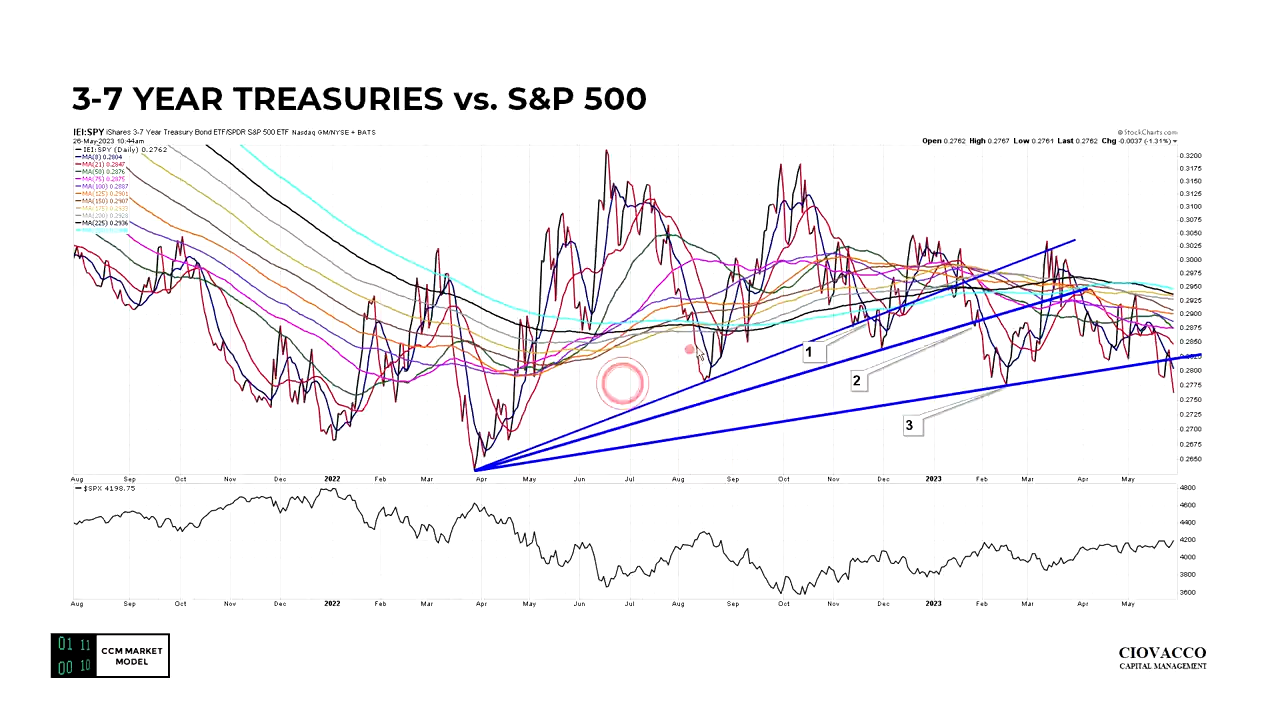 3-7 YEAR TREASURIES vs. S&P 500
IEI:SPY iShares 3-7 Year Treasury Bond ETF/SPDR S&P 500 ETF Nasdaq GM/NYSE + BATS
© StockCharts.com
26-May-2023 10:44am
Open 0.2762 High 0.2767 Low 0.2761 Last 0.2762 Chg -0.0037 (-1.31%)
IEI:SPY (Daily) 0.2762
MA(8) 0.2804
MA(21) 0.2847
MA(50) 0.2876
MA(75) 0.2875
MA(100) 0.2887
MA(125) 0.2901
MA(150) 0.2907
MA(200) 0.2928
MA(225) 0.2936
0.3200
0.3175
0.3150
0.3125
0.3100
0.3075
0.3050
0.3025
0.3000
0.2975
0.2950
0.2925
0.2900
0.2875
0.2850
0.2825
0.2800
0.2775
0.2750
0.2725
0.2700
0.2675
0.2650
1
2
3
Aug Sep Oct Nov Dec 2022 Feb Mar Apr May Jun Jul Aug Sep Oct Nov Dec 2023 Feb Mar Apr May
$SPX 4198.75
4800
4600
4400
4200
4000
3800
3600
Aug Sep Oct Nov Dec 2022 Feb Mar Apr May Jun Jul Aug Sep Oct Nov Dec 2023 Feb Mar Apr May
01 11
00 10
CCM MARKET
MODEL
CIOVACCO
CAPITAL MANAGEMENT